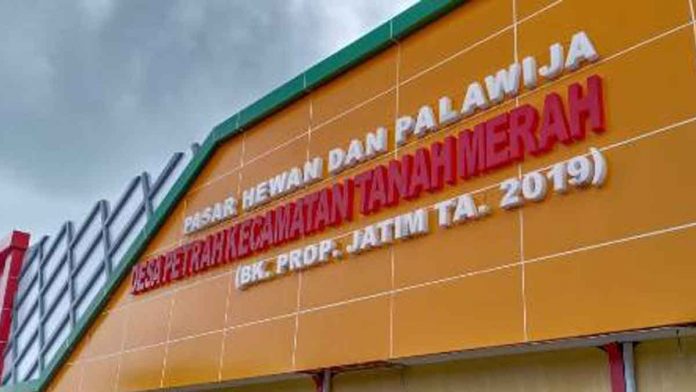 PASAR HEWAN DAN PALAWIJA
DESA PETRAH KECAMATAN TANAH MERAH
(BK. PROP. JATIM TA. 2019)